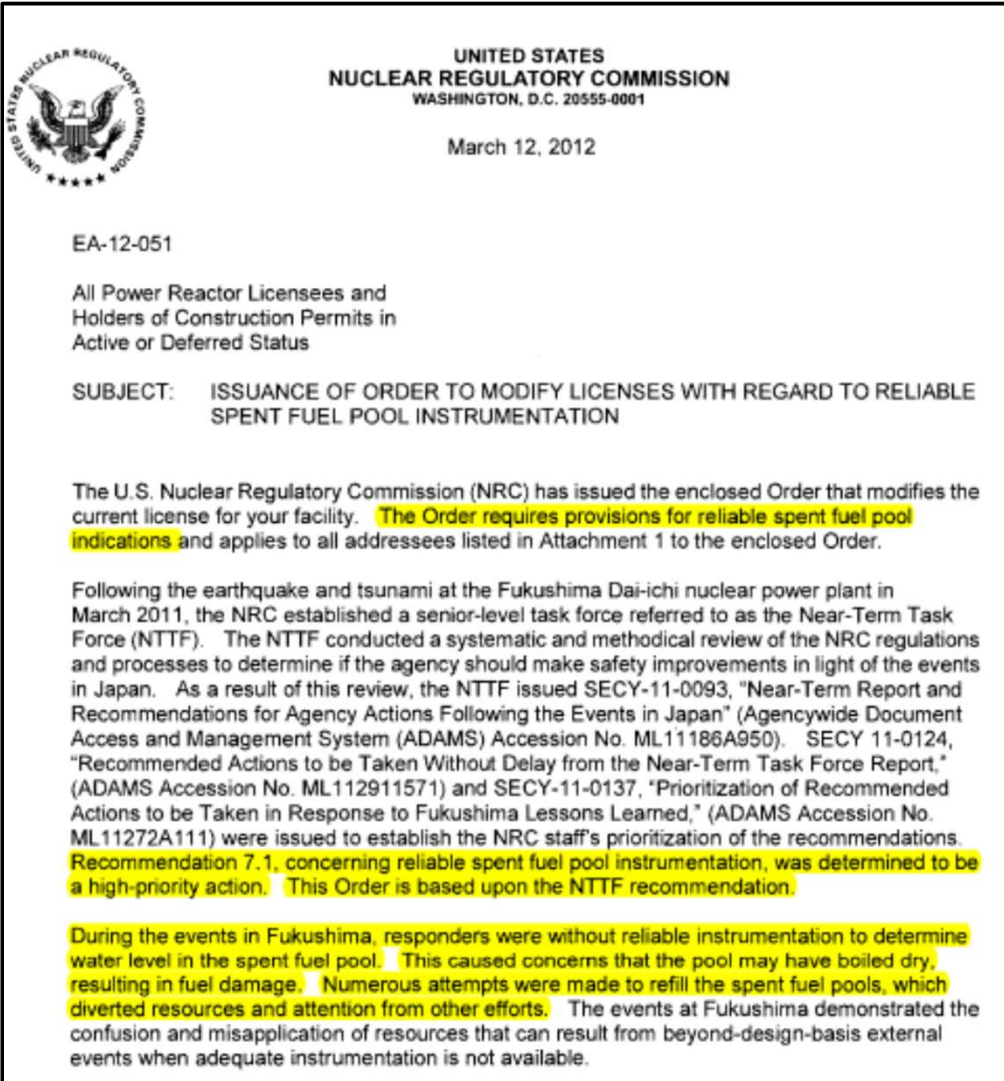 UNITED STATES NUCLEAR REGULATORY COMMISSION
UNITED STATES
NUCLEAR REGULATORY COMMISSION
WASHINGTON, D.C. 20555-0001
March 12, 2012
EA-12-051
All Power Reactor Licensees and
Holders of Construction Permits in
Active or Deferred Status
SUBJECT: ISSUANCE OF ORDER TO MODIFY LICENSES WITH REGARD TO RELIABLE
SPENT FUEL POOL INSTRUMENTATION
The U.S. Nuclear Regulatory Commission (NRC) has issued the enclosed Order that modifies the
current license for your facility. The Order requires provisions for reliable spent fuel pool
indications and applies to all addressees listed in Attachment 1 to the enclosed Order.
Following the earthquake and tsunami at the Fukushima Dai-ichi nuclear power plant in
March 2011, the NRC established a senior-level task force referred to as the Near-Term Task
Force (NTTF). The NTTF conducted a systematic and methodical review of the NRC regulations
and processes to determine if the agency should make safety improvements in light of the events
in Japan. As a result of this review, the NTTF issued SECY-11-0093, "Near-Term Report and
Recommendations for Agency Actions Following the Events in Japan" (Agencywide Document
Access and Management System (ADAMS) Accession No. ML11186A950). SECY 11-0124,
"Recommended Actions to be Taken Without Delay from the Near-Term Task Force Report,"
(ADAMS Accession No. ML112911571) and SECY-11-0137, "Prioritization of Recommended
Actions to be Taken in Response to Fukushima Lessons Learned," (ADAMS Accession No.
ML11272A111) were issued to establish the NRC staff's prioritization of the recommendations.
Recommendation 7.1, concerning reliable spent fuel pool instrumentation, was determined to be
a high-priority action. This Order is based upon the NTTF recommendation.
During the events in Fukushima, responders were without reliable instrumentation to determine
water level in the spent fuel pool. This caused concerns that the pool may have boiled dry,
resulting in fuel damage. Numerous attempts were made to refill the spent fuel pools, which
diverted resources and attention from other efforts. The events at Fukushima demonstrated the
confusion and misapplication of resources that can result from beyond-design-basis external
events when adequate instrumentation is not available.